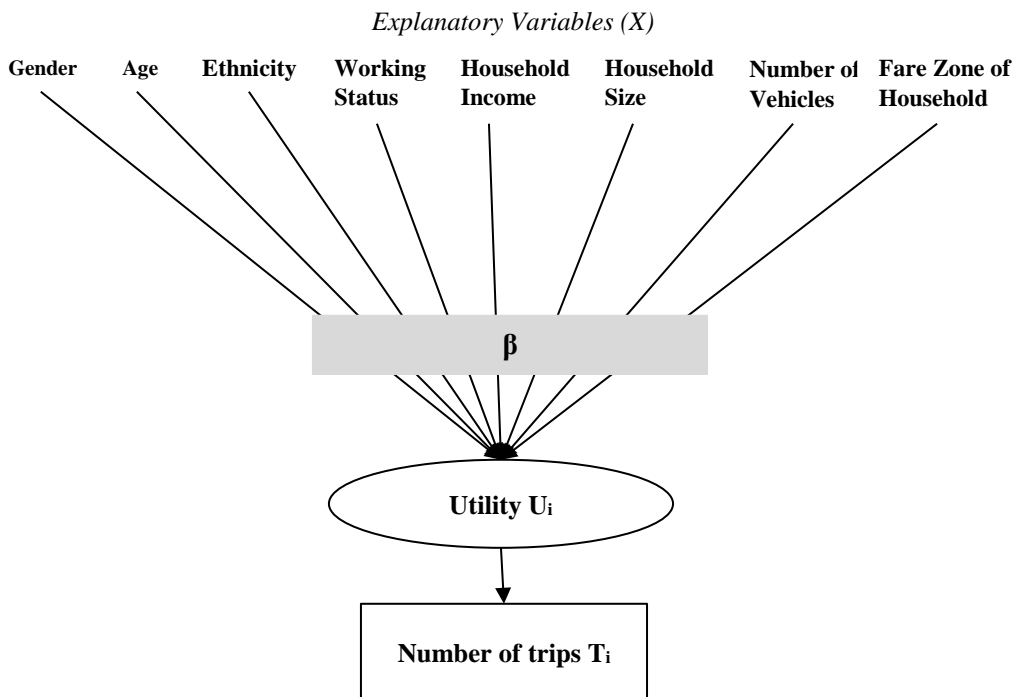 Explanatory Variables (X)
Gender
Age
Ethnicity
Working
Status
Household
Income
Household
Size
Number of
Vehicles
Fare Zone of
Household
β
Utility Ui
Number of trips Ti